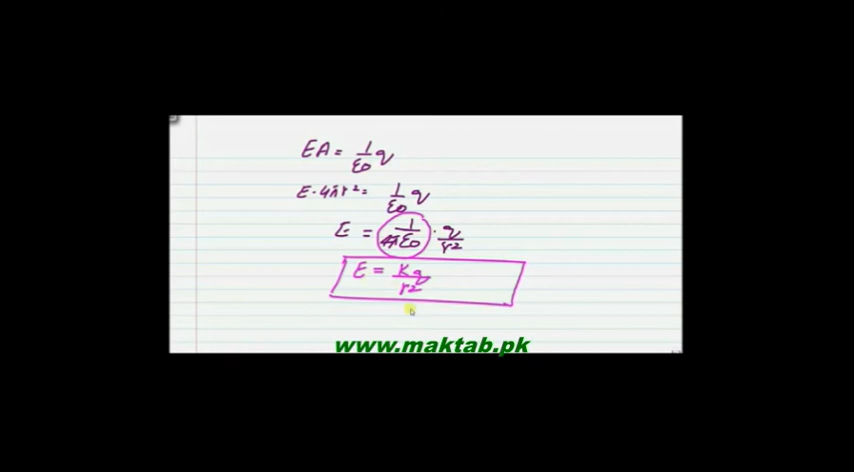 EA = 1/ε0 q
E · 4πr² = 1/ε0 q
E = 1/4πε0 · q/r²
E = Kq/r²
www.maktab.pk